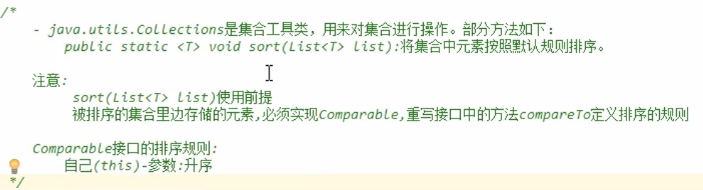 /*
- java.utils.Collections是集合工具类，用来对集合进行操作。部分方法如下：
public static <T> void sort(List<T> list):将集合中元素按照默认规则排序。
注意:
sort(List<T> list)使用前提
被排序的集合里边存储的元素,必须实现Comparable,重写接口中的方法compareTo定义排序的规则
Comparable接口的排序规则:
自己(this)-参数:升序
*/